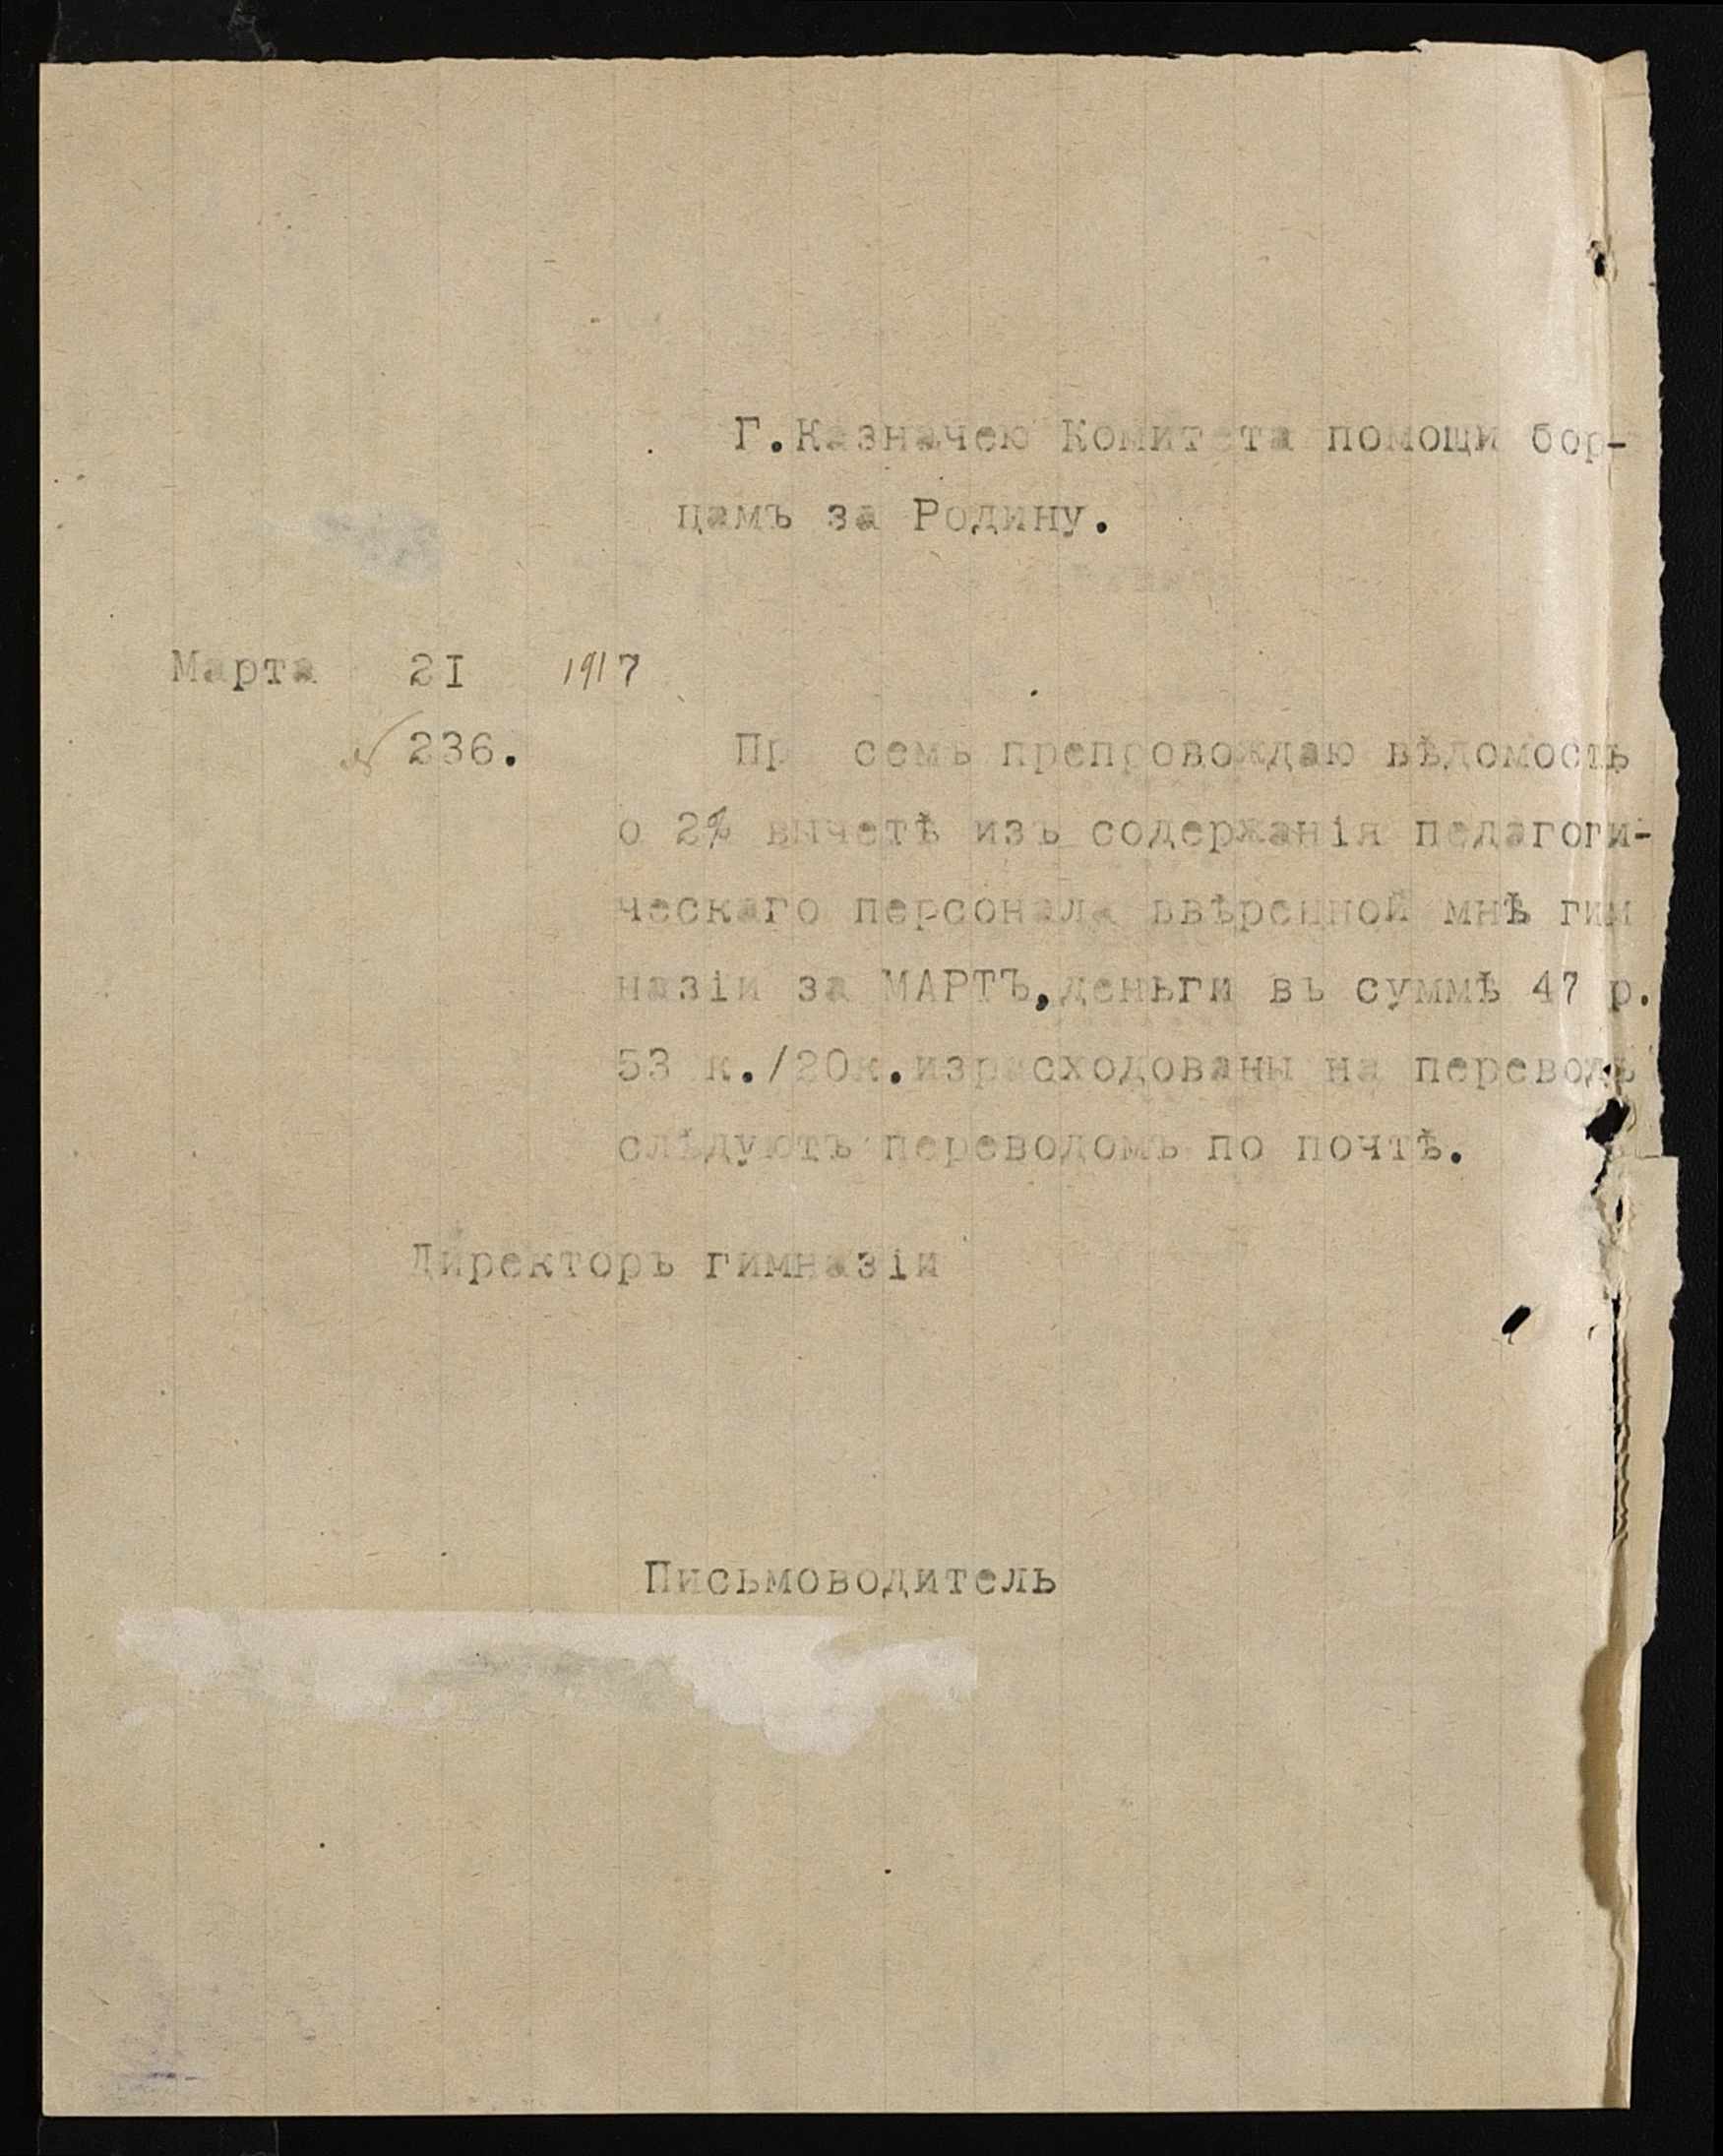 Г.Казначею Комитета помощи бор-
цамъ за Родину.
Марта 21 1917
№ 236.
Пр семъ препровождаю вѣдомость
о 2% вычетѣ изъ содержанія педагоги-
ческаго персонала ввѣренной мнѣ гим
назіи за МАРТЪ,деньги въ суммѣ 47 р.
53 к./20к.израсходованы на переводъ
слѣдуютъ переводомъ по почтѣ.
Директоръ гимназіи
Письмоводитель